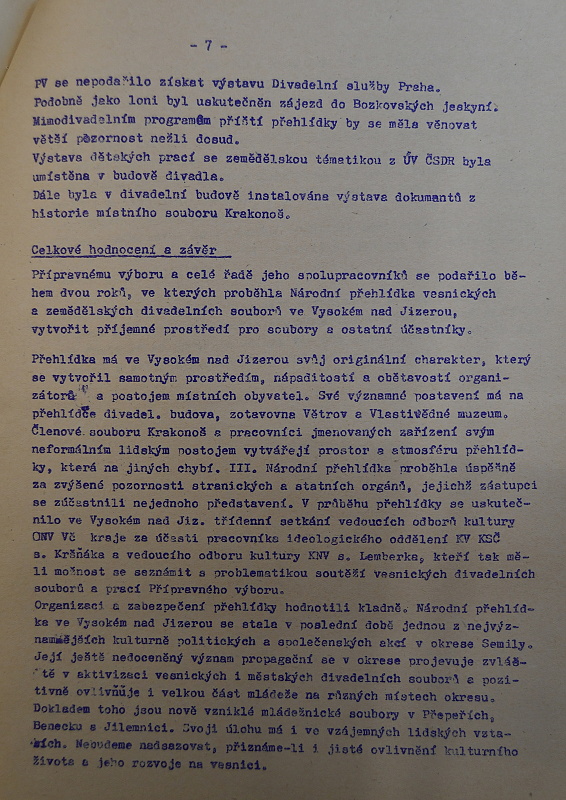 - 7 -
PV se nepodařilo získat výstavu Divadelní služby Praha.
Podobně jako loni byl uskutečněn zájezd do Bozkovských jeskyní.
Mimodivadelním programům příští přehlídky by se měla věnovat
větší pozornost nežli dosud.
Výstava dětských prací se zemědělskou tématikou z ÚV ČSDR byla
umístěna v budově divadla.
Dále byla v divadelní budově instalována výstava dokumantů z
historie místního souboru Krakonoš.
Celkové hodnocení a závěr
Přípravnému výboru a celé řadě jeho spolupracovníků se podařilo bě-
hem dvou roků, ve kterých proběhla Národní přehlídka vesnických
a zemědělských divadelních souborů ve Vysokém nad Jizerou,
vytvořit příjemné prostředí pro soubory a ostatní účastníky.
Přehlídka má ve Vysokém nad Jizerou svůj originální charakter, který
se vytvořil samotným prostředím, nápaditostí a obětavostí organi-
zátorů a postojem místních obyvatel. Své významné postavení má na
přehlídce divadel. budova, zotavovna Větrov a Vlastivědné muzeum.
Členové souboru Krakonoš a pracovníci jmenovaných zařízení svým
neformálním lidským postojem vytvářejí prostor a atmosféru přehlíd-
ky, která na jiných chybí. III. Národní přehlídka proběhla úspěšně
za zvýšené pozornosti stranických a statních orgánů, jejichž zástupci
se zúčastnili nejednoho představení. V průběhu přehlídky se uskuteč-
nilo ve Vysokém nad Jiz. třídenní setkání vedoucích odborů kultury
ONV Vč kraje za účasti pracovníka ideologického oddělení KV KSČ
s. Kráňáka a vedoucího odboru kultury KNV s. Lemberka, kteří tak mě-
li možnost se seznámit s problematikou soutěží vesnických divadelních
souborů a prací Přípravného výboru.
Organizaci a zabezpečení přehlídky hodnotili kladně. Národní přehlíd-
ka ve Vysokém nad Jizerou se stala v poslední době jednou z nejvýz-
namnějších kulturně politických a společenských akcí v okrese Semily.
Její ještě nedoceněný význam propagační se v okrese projevuje zvláš-
tě v aktivizaci vesnických i městských divadelních souborů a pozi-
tivně ovlivňuje i velkou část mládeže na různých místech okresu.
Dokladem toho jsou nově vzniklé mládežnické soubory v Přepeřích,
Benecku s Jilemnici. Svoji úlohu má i ve vzájemných lidských vzta-
zích. Nebudeme nadsazovat, přiznáme-li i jisté ovlivnění kulturního
života a jeho rozvoje na vesnici.